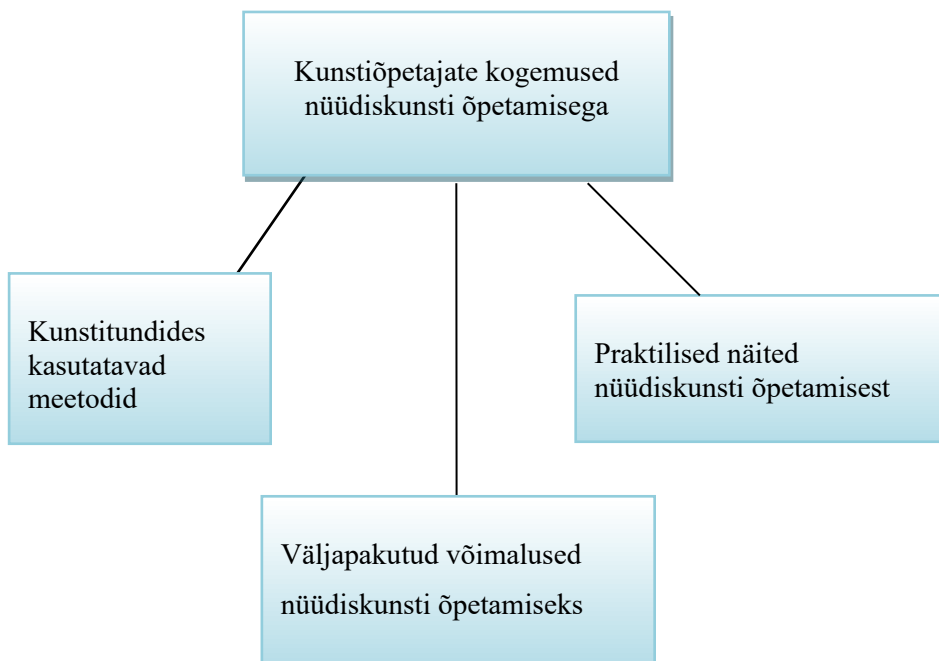 Kunstiõpetajate kogemused
nüüdiskunsti õpetamisega
Kunstitundides
kasutatavad
meetodid
Praktilised näited
nüüdiskunsti õpetamisest
Väljapakutud võimalused
nüüdiskunsti õpetamiseks